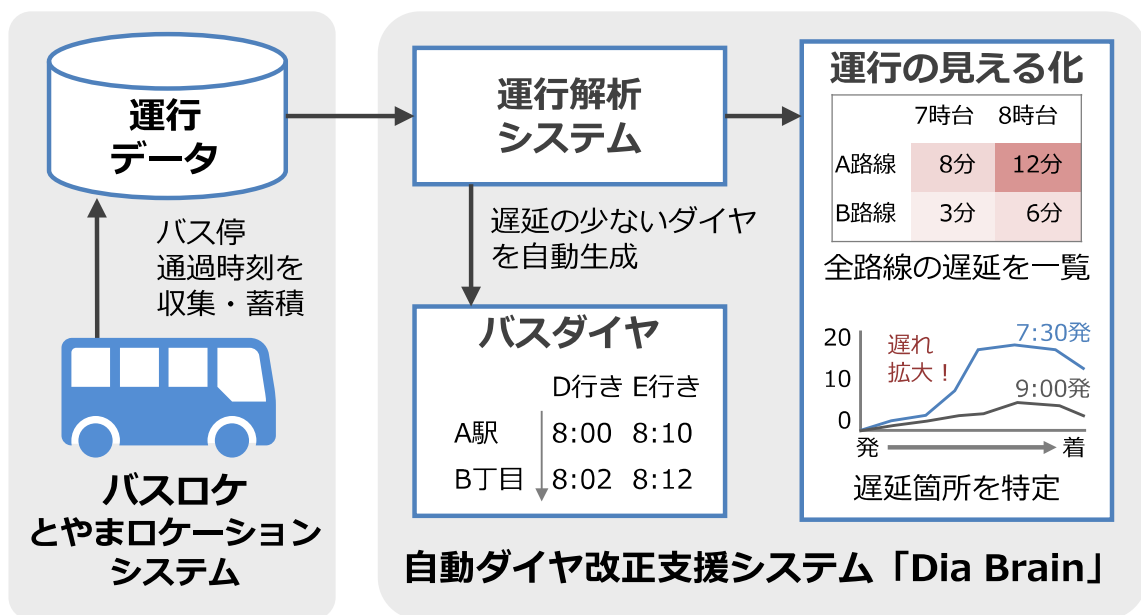 運行
データ
バス停
通過時刻を
収集・蓄積
バスロケ
とやまロケーション
システム
運行解析
システム
遅延の少ないダイヤ
を自動生成
バスダイヤ
D行き E行き
A駅 8:00 8:10
B丁目 8:02 8:12
運行の見える化
7時台 8時台
A路線 8分 12分
B路線 3分 6分
全路線の遅延を一覧
20
10
0
遅れ
拡大！
7:30発
9:00発
発 着
遅延箇所を特定
自動ダイヤ改正支援システム「Dia Brain」